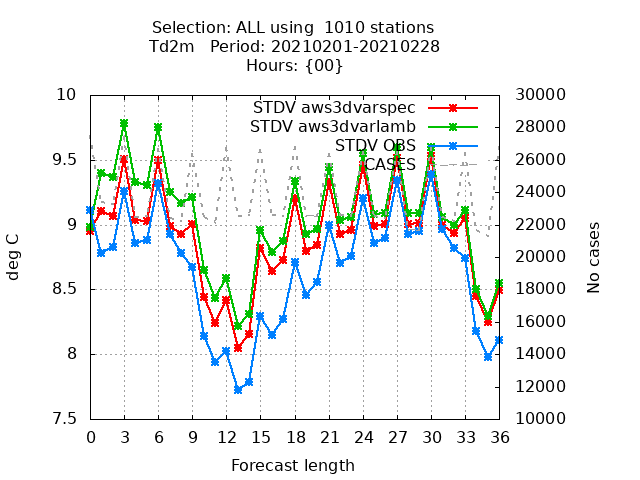 Selection: ALL using  1010 stations
Td2m   Period: 20210201-20210228
Hours: {00}
10 30000
STDV aws3dvarspec
28000
STDV aws3dvarlamb
STDV OBS
9.5 26000
CASES
24000
9 22000
deg C
No cases
20000
8.5 18000
16000
8 14000
12000
7.5 10000
0 3 6 9 12 15 18 21 24 27 30 33 36
Forecast length